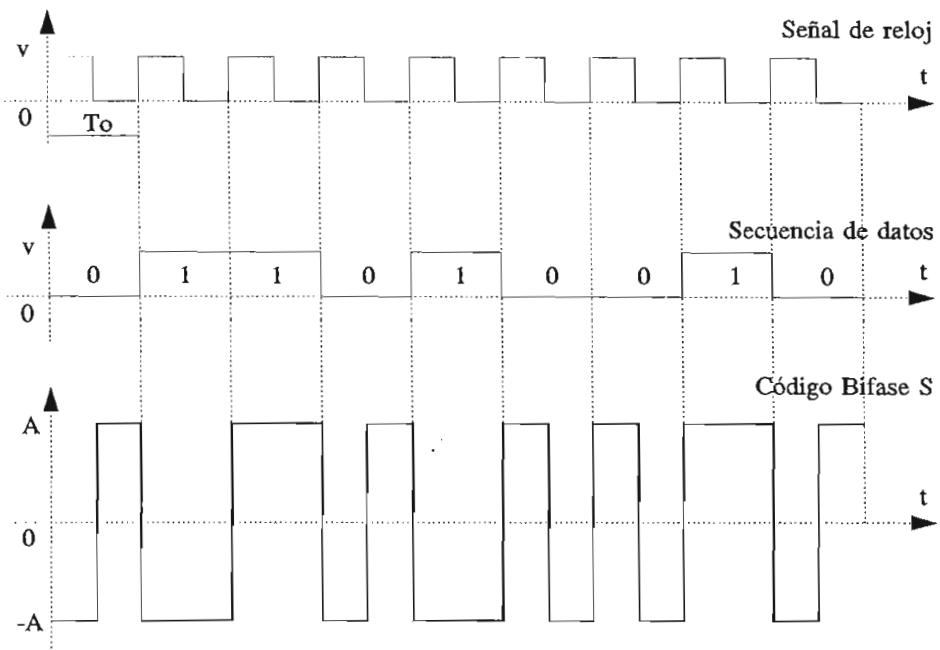 Señal de reloj
v
t
0
To
Secuencia de datos
v
0 1 1 0 1 0 0 1 0
t
0
Código Bifase S
A
t
0
-A